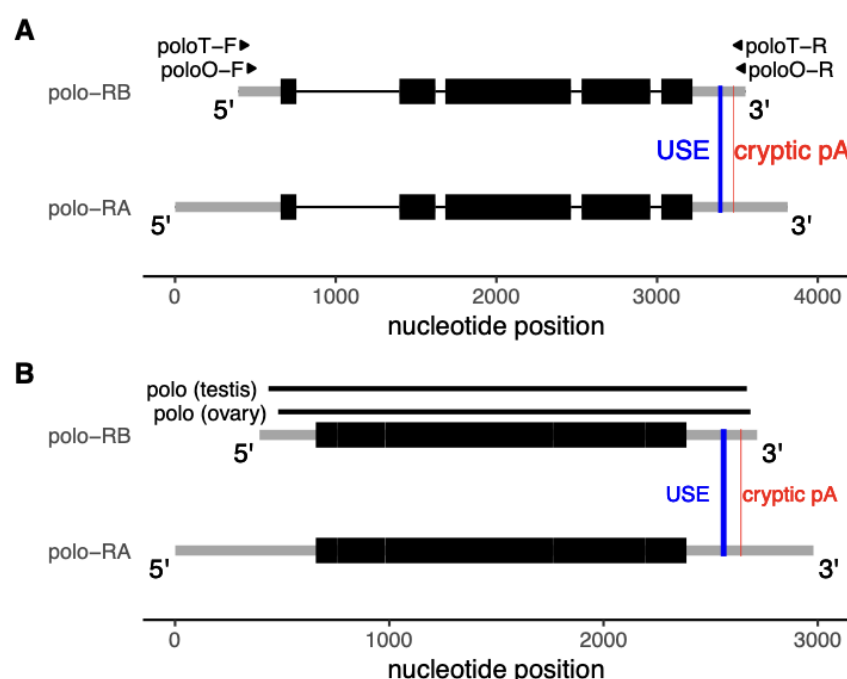 A
poloT−F poloT−R
poloO−F poloO−R
polo-RB
5' 3'
USE cryptic pA
polo-RA
5' 3'
0 1000 2000 3000 4000
nucleotide position
B
polo (testis)
polo (ovary)
polo-RB
5' 3'
USE cryptic pA
polo-RA
5' 3'
0 1000 2000 3000
nucleotide position